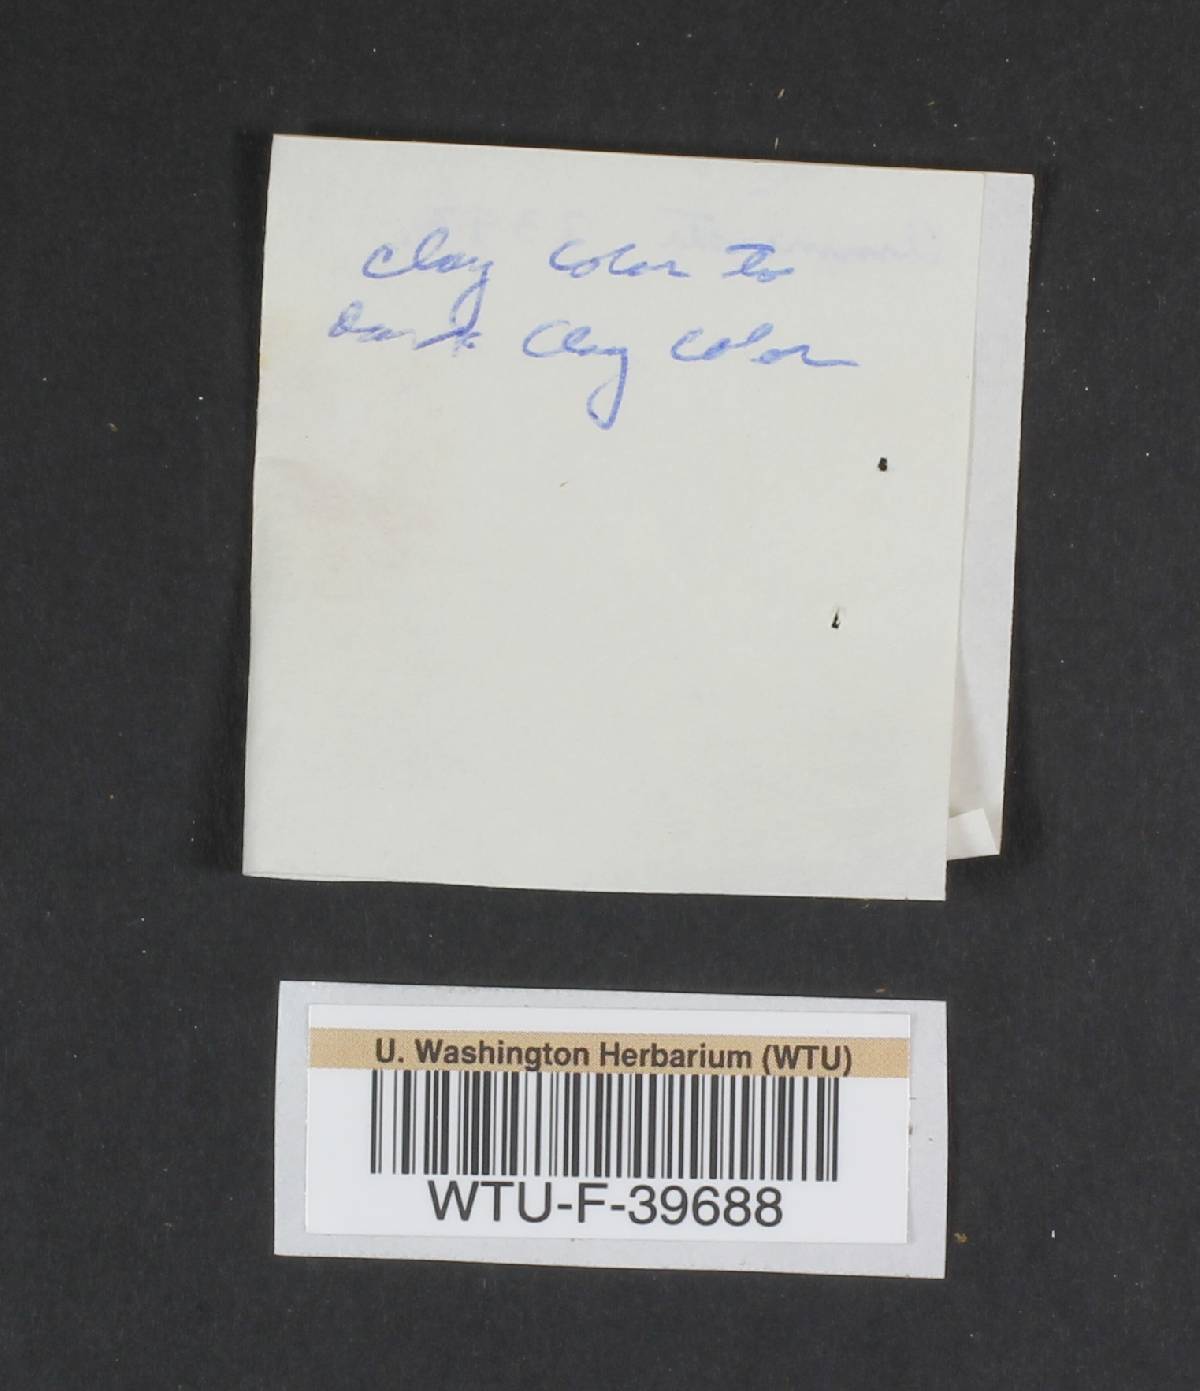 clay color to
Dark Clay color
U. Washington Herbarium (WTU)
WTU-F-39688